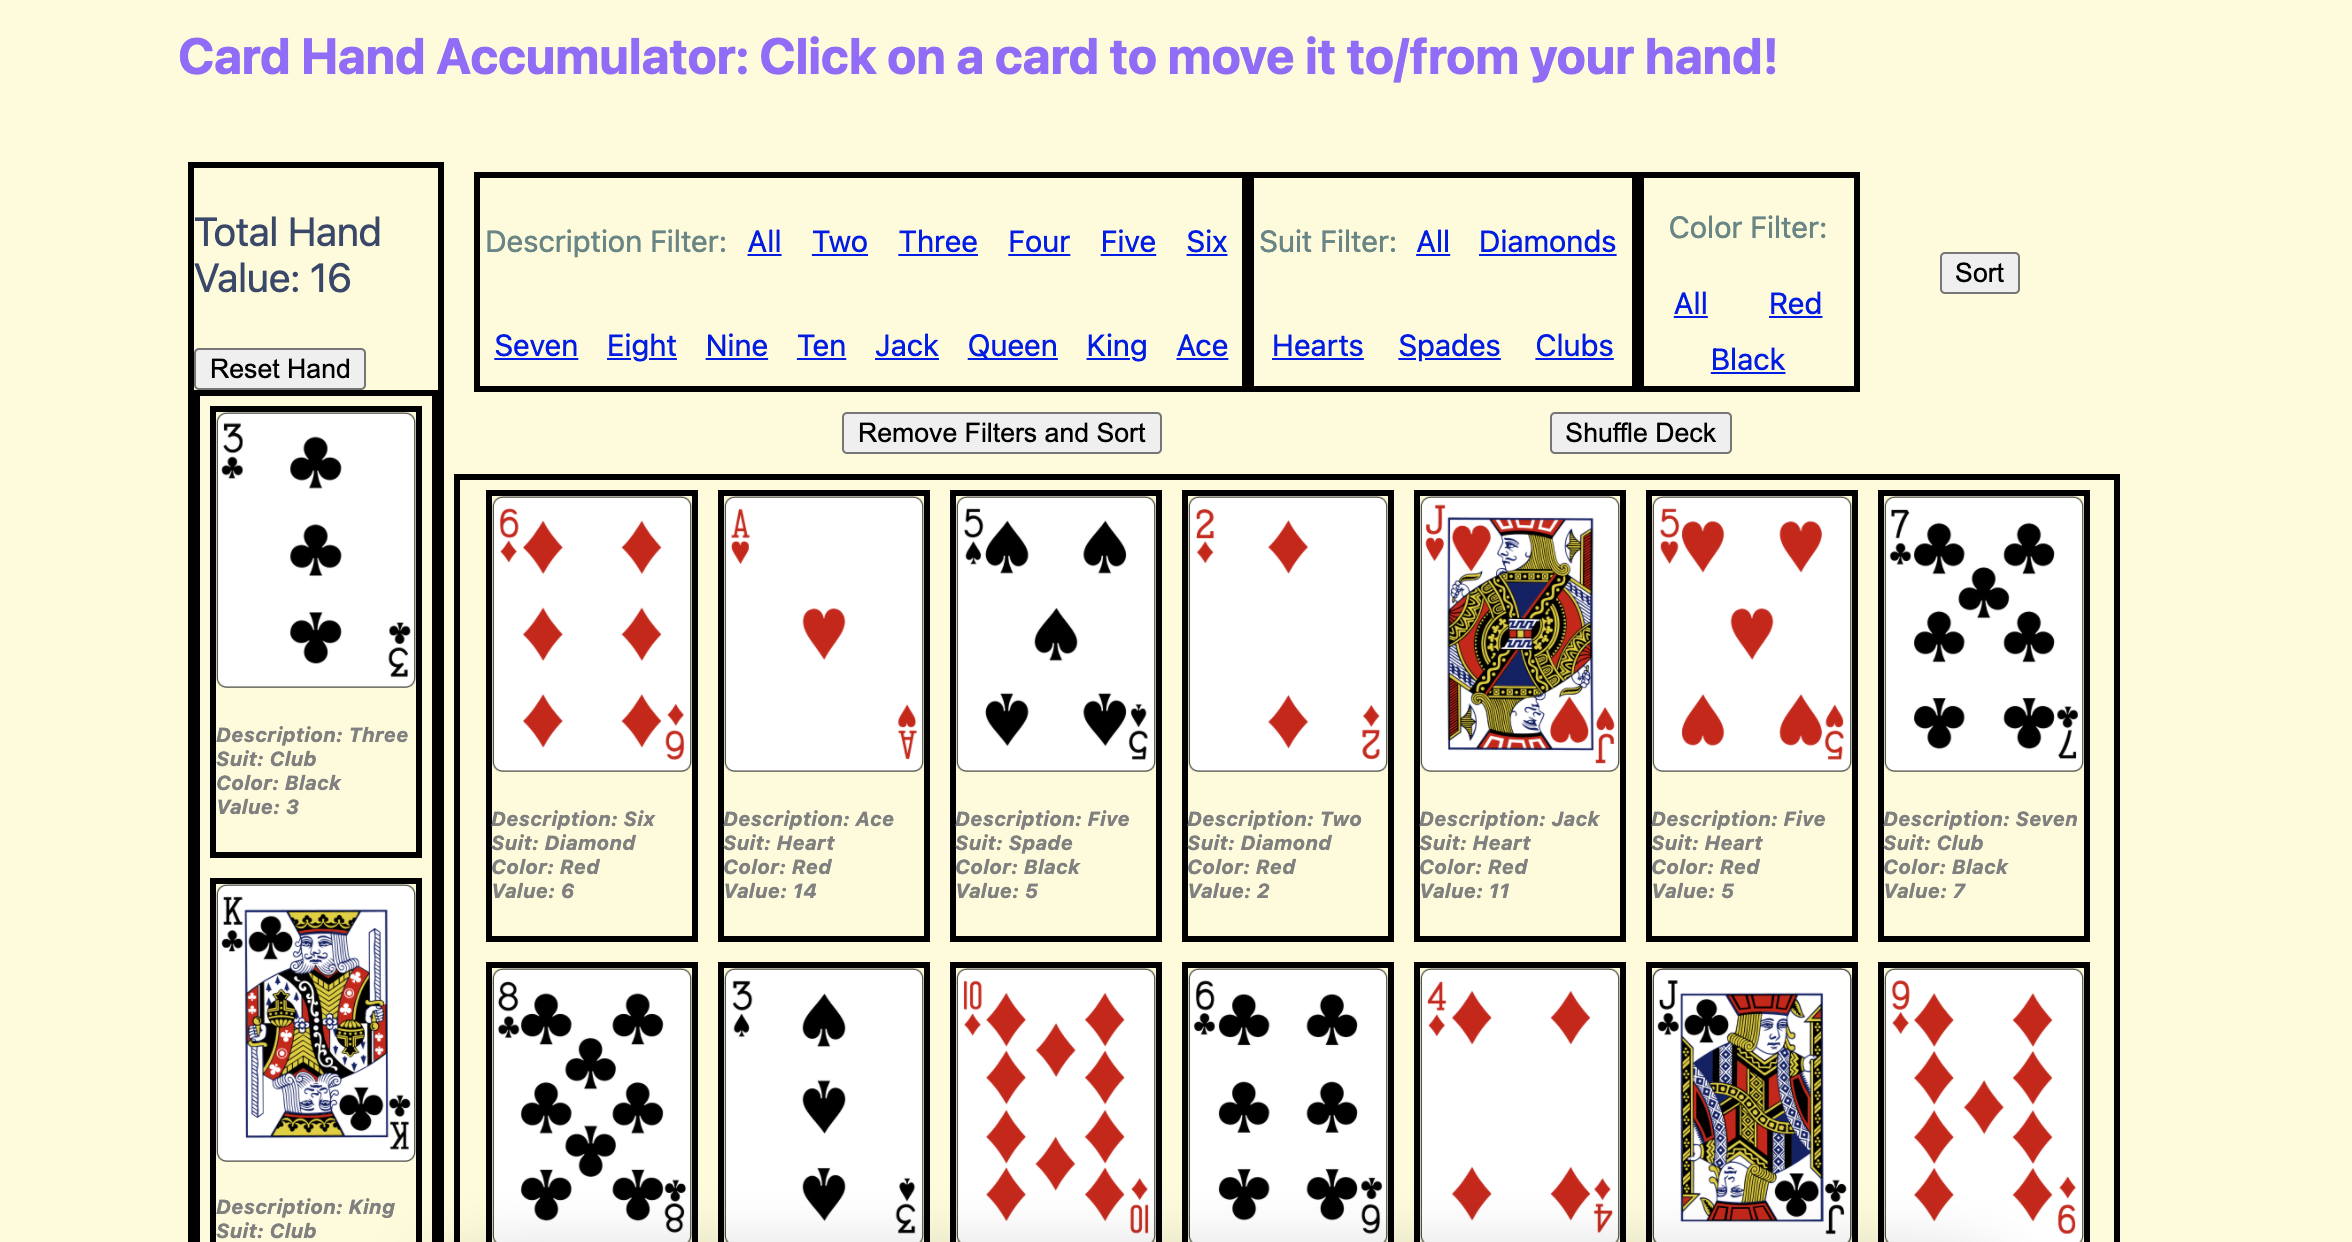 Card Hand Accumulator: Click on a card to move it to/from your hand!
Total Hand
Value: 16
Reset Hand
Description Filter: All Two Three Four Five Six
Seven Eight Nine Ten Jack Queen King Ace
Suit Filter: All Diamonds
Hearts Spades Clubs
Color Filter:
All Red
Black
Sort
Remove Filters and Sort
Shuffle Deck
3
3
Description: Three
Suit: Club
Color: Black
Value: 3
K
K
Description: King
Suit: Club
6
6
Description: Six
Suit: Diamond
Color: Red
Value: 6
A
A
Description: Ace
Suit: Heart
Color: Red
Value: 14
5
5
Description: Five
Suit: Spade
Color: Black
Value: 5
2
2
Description: Two
Suit: Diamond
Color: Red
Value: 2
J
J
Description: Jack
Suit: Heart
Color: Red
Value: 11
5
5
Description: Five
Suit: Heart
Color: Red
Value: 5
7
7
Description: Seven
Suit: Club
Color: Black
Value: 7
8
8
3
3
10
10
6
6
4
4
J
J
9
9